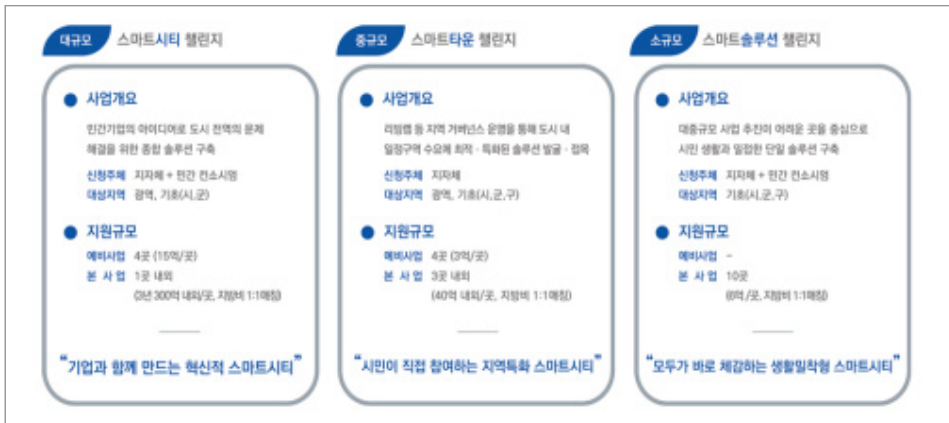 대규모 스마트시티 챌린지
사업개요
민간기업의 아이디어로 도시 전역의 문제
해결을 위한 종합 솔루션 구축
신청주체 지자체 + 민간 컨소시엄
대상지역 광역, 기초(시,군)
지원규모
예비사업 4곳 (15억/곳)
본 사 업 1곳 내외
(3년 300억 내외/곳, 지방비 1:1매칭)
“기업과 함께 만드는 혁신적 스마트시티”
중규모 스마트타운 챌린지
사업개요
리빙랩 등 지역 거버넌스 운영을 통해 도시 내
일정구역 수요에 최적 · 특화된 솔루션 발굴 · 접목
신청주체 지자체
대상지역 광역, 기초(시,군,구)
지원규모
예비사업 4곳 (3억/곳)
본 사 업 3곳 내외
(40억 내외/곳, 지방비 1:1매칭)
“시민이 직접 참여하는 지역특화 스마트시티”
소규모 스마트솔루션 챌린지
사업개요
대중규모 사업 추진이 어려운 곳을 중심으로
시민 생활과 밀접한 단일 솔루션 구축
신청주체 지자체 + 민간 컨소시엄
대상지역 기초(시,군,구)
지원규모
예비사업 -
본 사 업 10곳
(6억/곳, 지방비 1:1매칭)
“모두가 바로 체감하는 생활밀착형 스마트시티”